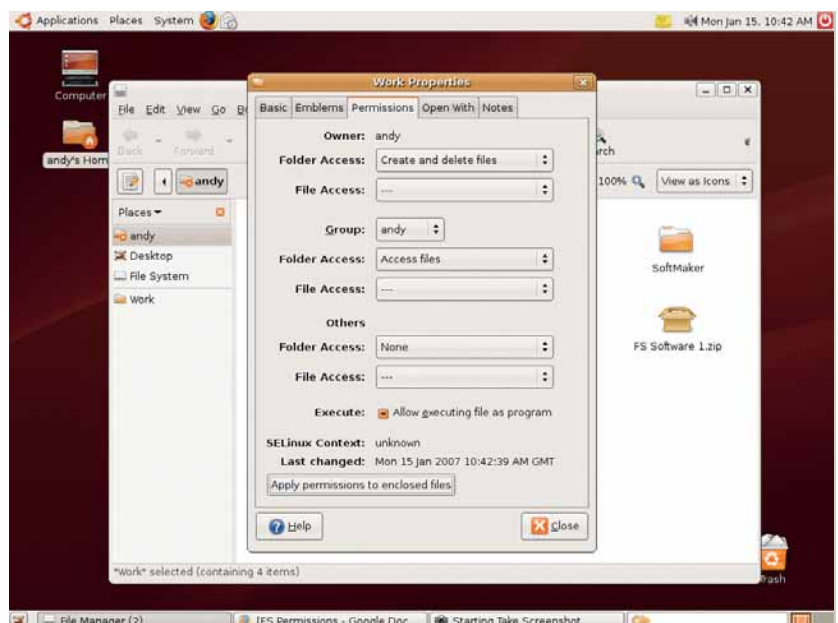 Applications Places System Mon Jan 15, 10:42 AM
Computer
andy's Hom
Work Properties
File Edit View Go
Back Forward
rch
andy
100%
View as Icons
Basic Emblems Permissions Open With Notes
Owner: andy
Folder Access: Create and delete files
File Access: ---
Group: andy
Folder Access: Access files
File Access: ---
Others
Folder Access: None
File Access: ---
Execute: Allow executing file as program
SELinux Context: unknown
Last changed: Mon 15 Jan 2007 10:42:39 AM GMT
Apply permissions to enclosed files
Help
Close
Places
andy
Desktop
File System
Work
SoftMaker
FS Software 1.zip
"Work" selected (containing 4 items)
Trash
File Manager (2)
[FS Permissions - Google Doc
Starting Take Screenshot